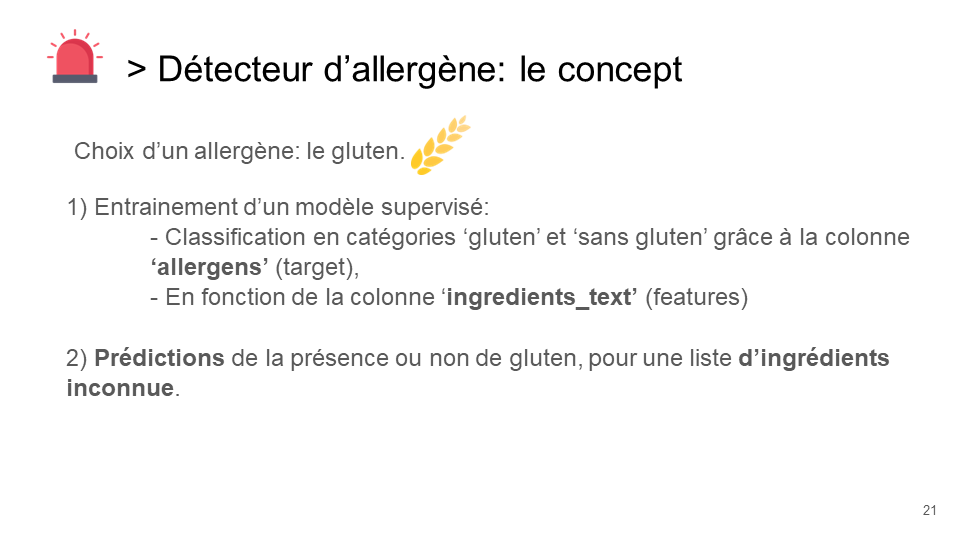 > Détecteur d’allergène: le concept
Choix d’un allergène: le gluten.
1) Entrainement d’un modèle supervisé:
- Classification en catégories ‘gluten’ et ‘sans gluten’ grâce à la colonne
‘allergens’ (target),
- En fonction de la colonne ‘ingredients_text’ (features)
2) Prédictions de la présence ou non de gluten, pour une liste d’ingrédients
inconnue.
21